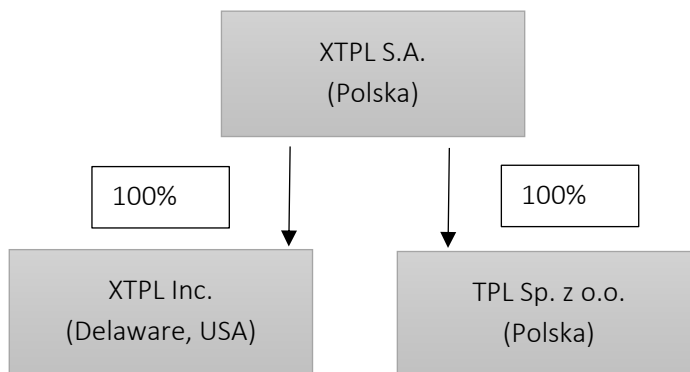 XTPL S.A.
(Polska)
100%
100%
XTPL Inc.
(Delaware, USA)
TPL Sp. z o.o.
(Polska)